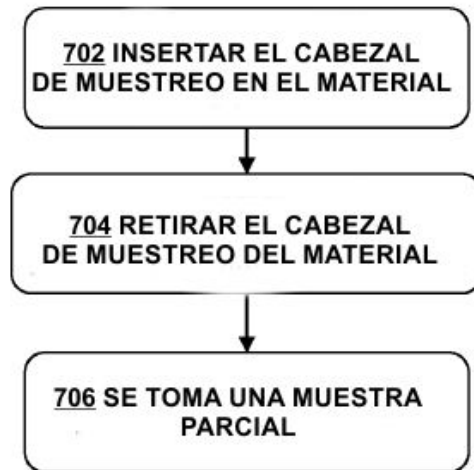 702 INSERTAR EL CABEZAL
DE MUESTREO EN EL MATERIAL
704 RETIRAR EL CABEZAL
DE MUESTREO DEL MATERIAL
706 SE TOMA UNA MUESTRA
PARCIAL